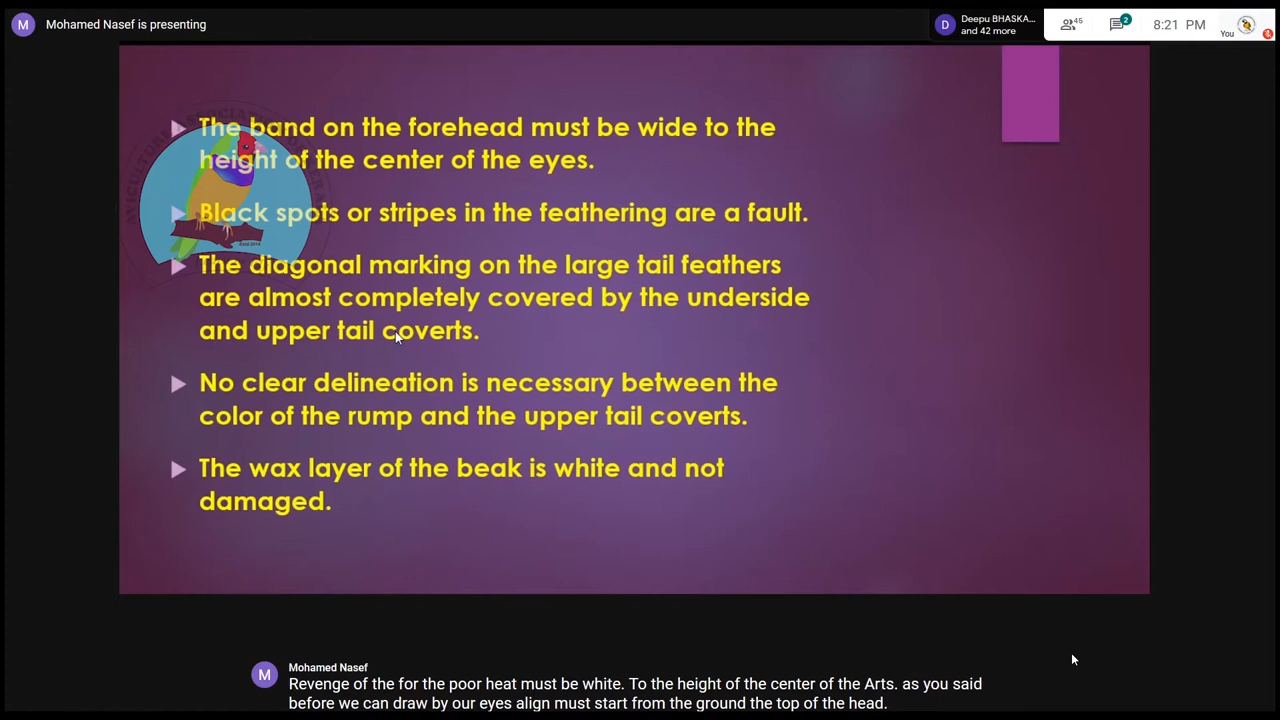 M Mohamed Nasef is presenting
D Deepu BHASKA...
and 42 more
45
2
8:21 PM
You
The band on the forehead must be wide to the
height of the center of the eyes.
Black spots or stripes in the feathering are a fault.
The diagonal marking on the large tail feathers
are almost completely covered by the underside
and upper tail coverts.
No clear delineation is necessary between the
color of the rump and the upper tail coverts.
The wax layer of the beak is white and not
damaged.
M Mohamed Nasef
Revenge of the for the poor heat must be white. To the height of the center of the Arts. as you said
before we can draw by our eyes align must start from the ground the top of the head.